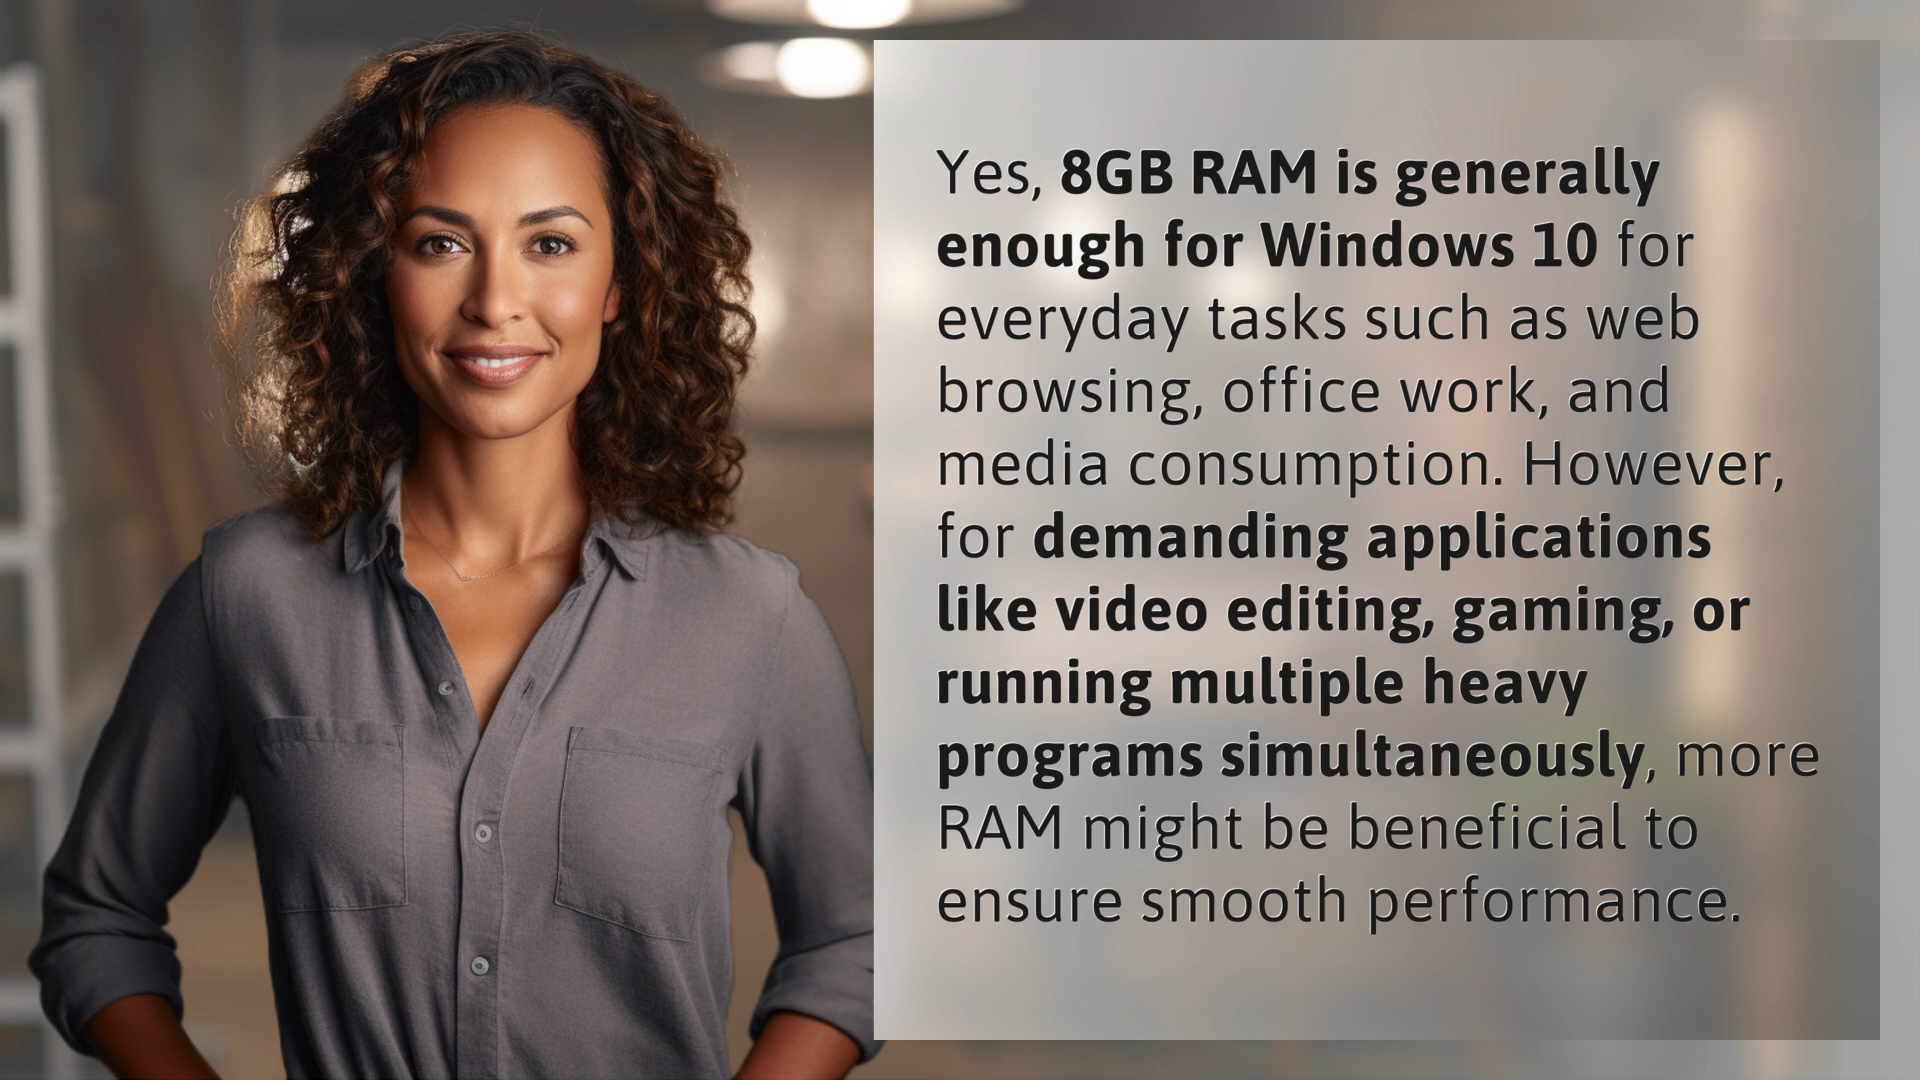 Yes, 8GB RAM is generally
enough for Windows 10 for
everyday tasks such as web
browsing, office work, and
media consumption. However,
for demanding applications
like video editing, gaming, or
running multiple heavy
programs simultaneously, more
RAM might be beneficial to
ensure smooth performance.